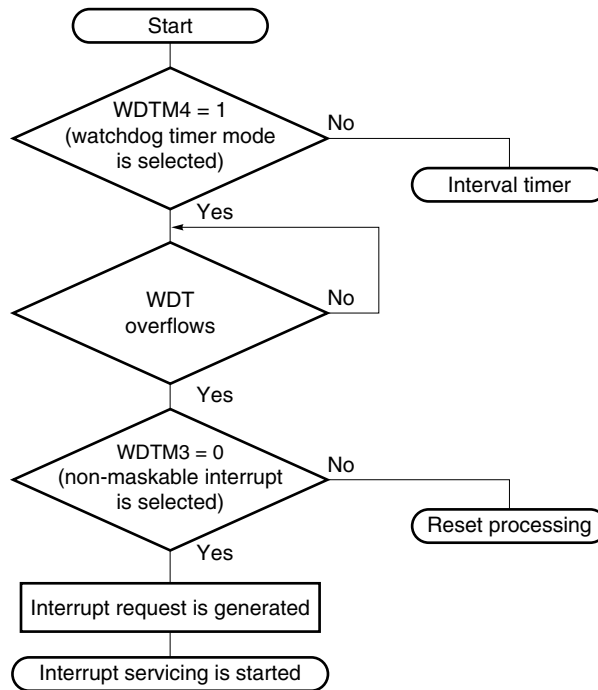 Start
WDTM4 = 1
(watchdog timer mode
is selected)
No
Interval timer
Yes
WDT
overflows
No
Yes
WDTM3 = 0
(non-maskable interrupt
is selected)
No
Reset processing
Yes
Interrupt request is generated
Interrupt servicing is started